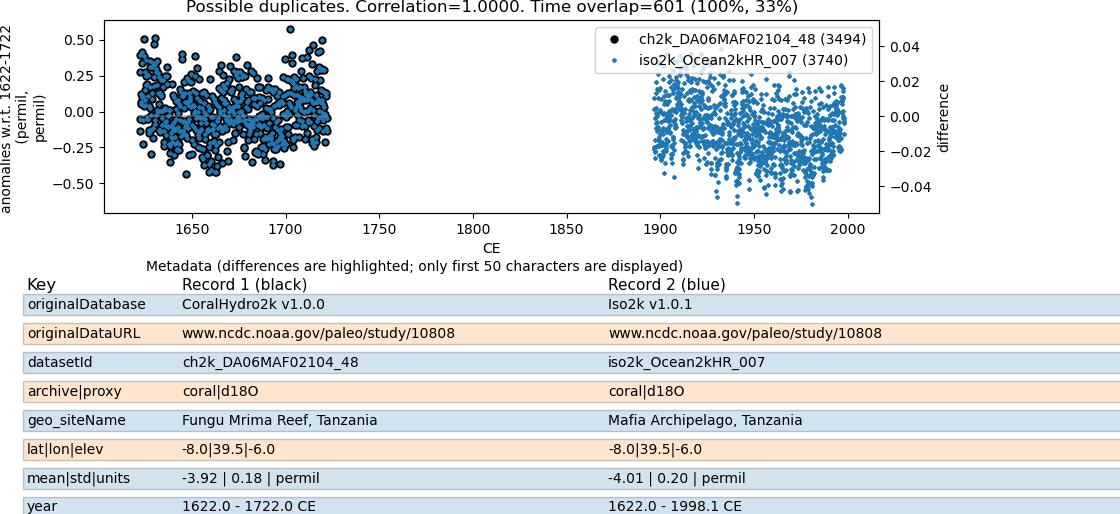 Possible duplicates. Correlation=1.0000. Time overlap=601 (100%, 33%)
anomalies w.r.t. 1622-1722
(permil,
permil)
0.50
0.25
0.00
−0.25
−0.50
ch2k_DA06MAF02104_48 (3494)
iso2k_Ocean2kHR_007 (3740)
0.04
0.02
0.00
−0.02
−0.04
difference
1650 1700 1750 1800 1850 1900 1950 2000
CE
Metadata (differences are highlighted; only first 50 characters are displayed)
Key Record 1 (black) Record 2 (blue)
originalDatabase CoralHydro2k v1.0.0 Iso2k v1.0.1
originalDataURL www.ncdc.noaa.gov/paleo/study/10808 www.ncdc.noaa.gov/paleo/study/10808
datasetId ch2k_DA06MAF02104_48 iso2k_Ocean2kHR_007
archive|proxy coral|d18O coral|d18O
geo_siteName Fungu Mrima Reef, Tanzania Mafia Archipelago, Tanzania
lat|lon|elev -8.0|39.5|-6.0 -8.0|39.5|-6.0
mean|std|units -3.92 | 0.18 | permil -4.01 | 0.20 | permil
year 1622.0 - 1722.0 CE 1622.0 - 1998.1 CE